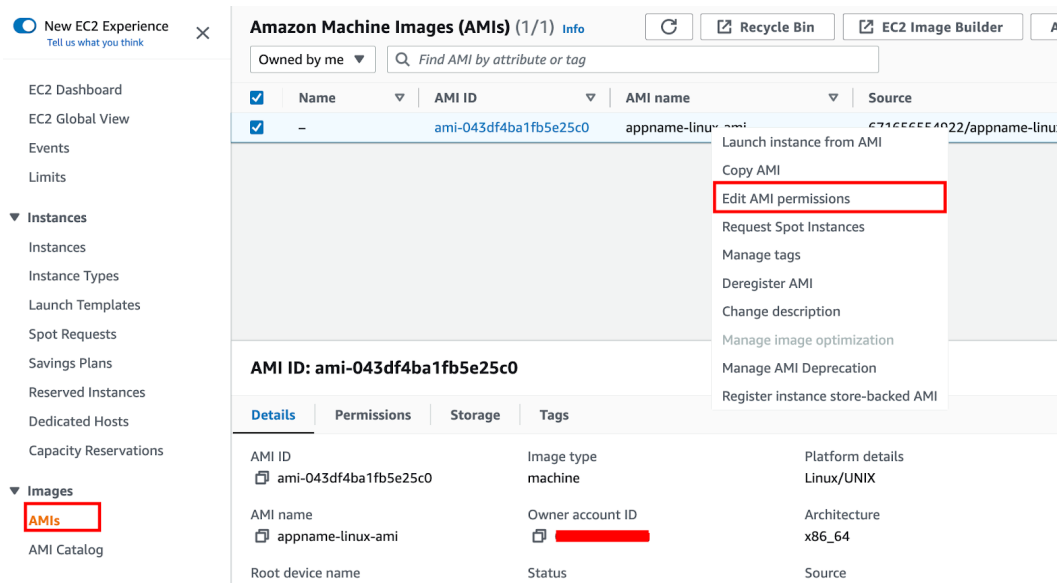 New EC2 Experience
Tell us what you think
EC2 Dashboard
EC2 Global View
Events
Limits
Instances
Instances
Instance Types
Launch Templates
Spot Requests
Savings Plans
Reserved Instances
Dedicated Hosts
Capacity Reservations
Images
AMIs
AMI Catalog
Amazon Machine Images (AMIs) (1/1) Info
Recycle Bin
EC2 Image Builder
Owned by me
Find AMI by attribute or tag
Name AMI ID AMI name Source
– ami-043df4ba1fb5e25c0 appname-linux-ami 671656554922/appname-linu
Launch instance from AMI
Copy AMI
Edit AMI permissions
Request Spot Instances
Manage tags
Deregister AMI
Change description
Manage image optimization
Manage AMI Deprecation
Register instance store-backed AMI
AMI ID: ami-043df4ba1fb5e25c0
Details Permissions Storage Tags
AMI ID Image type Platform details
ami-043df4ba1fb5e25c0 machine Linux/UNIX
AMI name Owner account ID Architecture
appname-linux-ami x86_64
Root device name Status Source